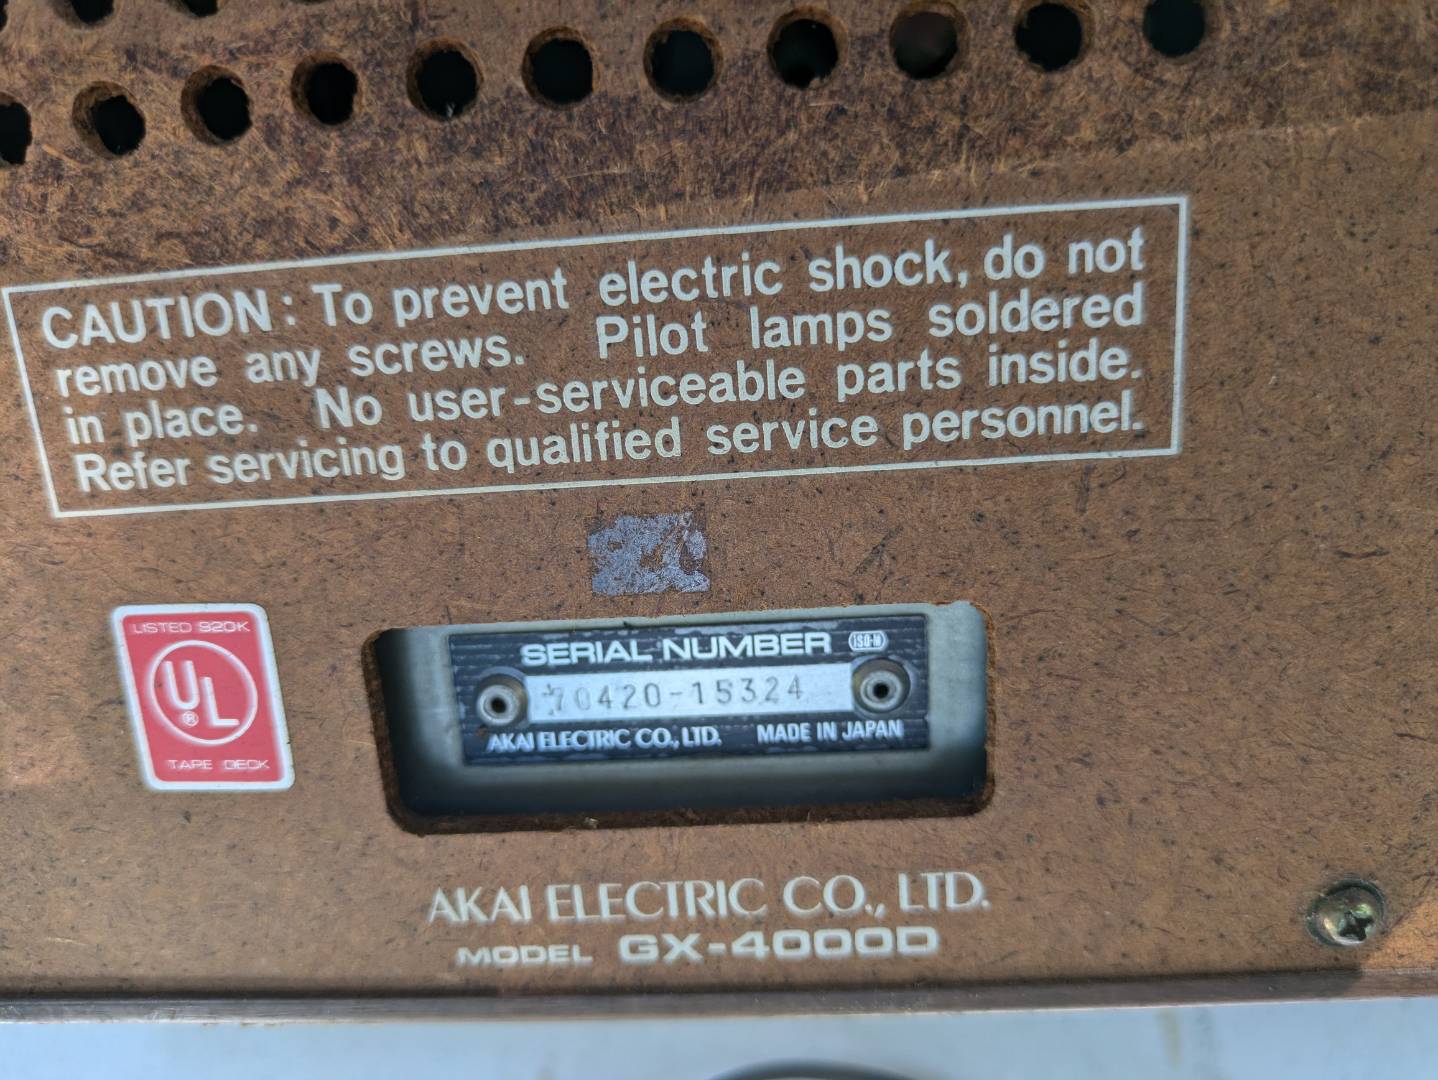 CAUTION : To prevent electric shock, do not
remove any screws. Pilot lamps soldered
in place. No user-serviceable parts inside.
Refer servicing to qualified service personnel.
LISTED 920K
UL
®
TAPE DECK
SERIAL NUMBER
70420-15324
AKAI ELECTRIC CO., LTD. MADE IN JAPAN
AKAI ELECTRIC CO., LTD.
MODEL GX-4000D